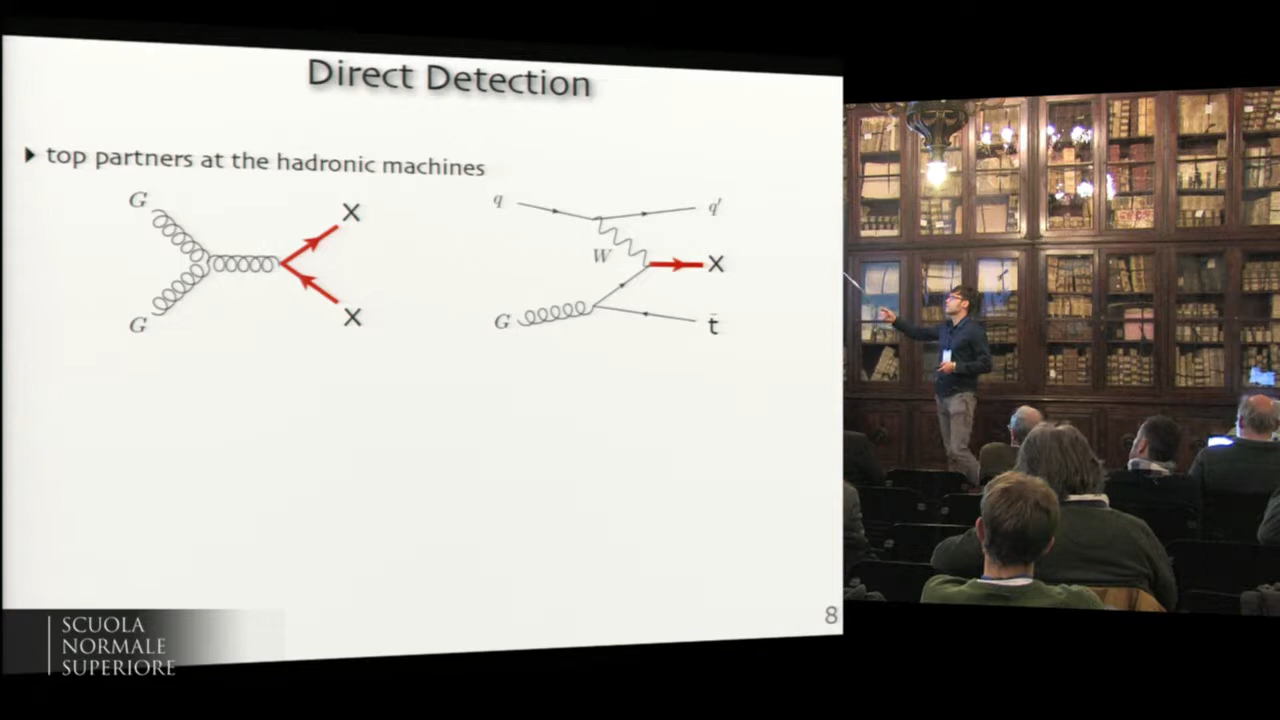 Direct Detection
top partners at the hadronic machines
G
X
G
X
q
q'
W
X
G
t̄
8
SCUOLA
NORMALE
SUPERIORE